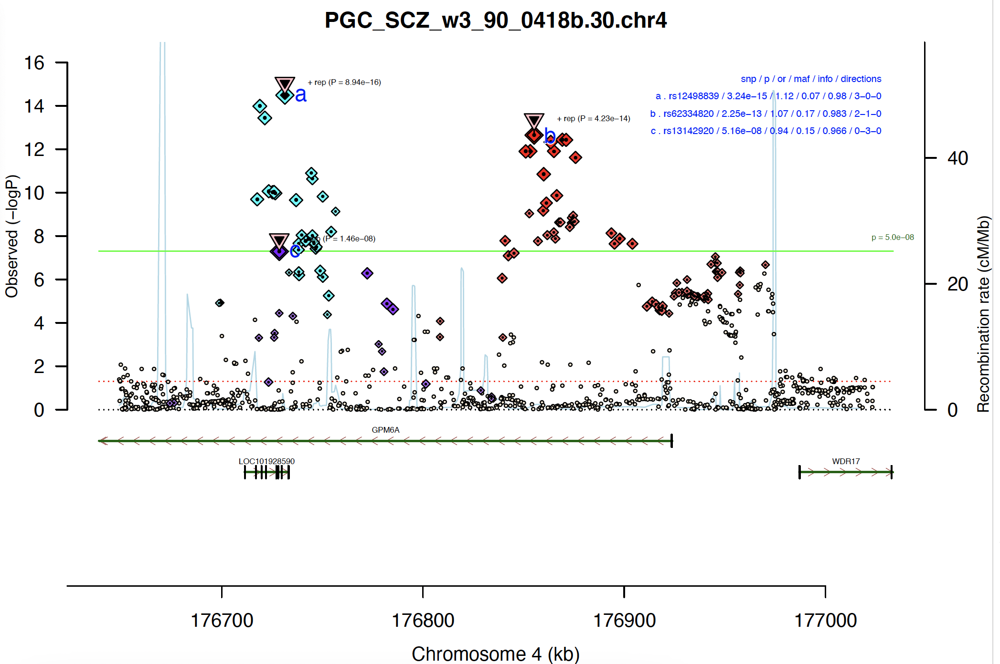 PGC_SCZ_w3_90_0418b.30.chr4
16
14
12
10
8
6
4
2
0
Observed (−logP)
40
20
0
Recombination rate (cM/Mb)
+ rep (P = 8.94e−16)
a
+ rep (P = 4.23e−14)
b
(P = 1.46e−08)
c
snp / p / or / maf / info / directions
a . rs12498839 / 3.24e−15 / 1.12 / 0.07 / 0.98 / 3−0−0
b . rs62334820 / 2.25e−13 / 1.07 / 0.17 / 0.983 / 2−1−0
c . rs13142920 / 5.16e−08 / 0.94 / 0.15 / 0.966 / 0−3−0
p = 5.0e−08
GPM6A
LOC101928590
WDR17
176700
176800
176900
177000
Chromosome 4 (kb)